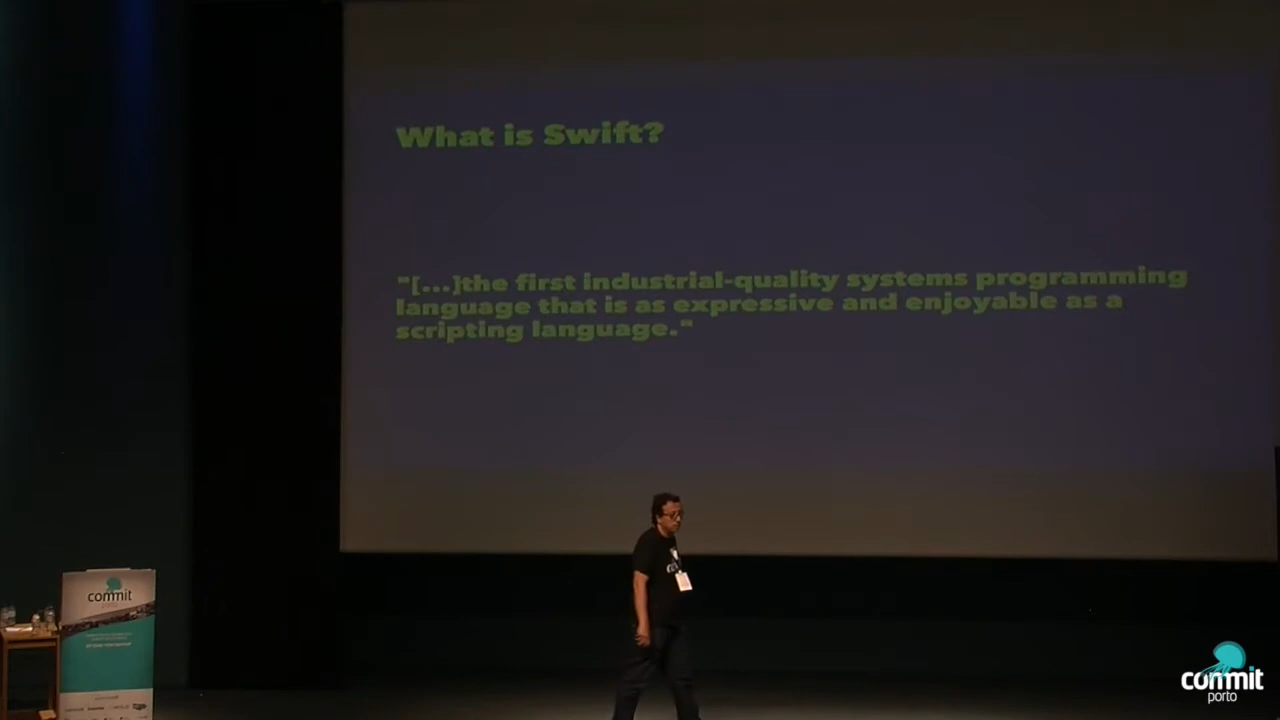 What is Swift?
"[...]the first industrial-quality systems programming
language that is as expressive and enjoyable as a
scripting language."
commit
porto
commit
porto